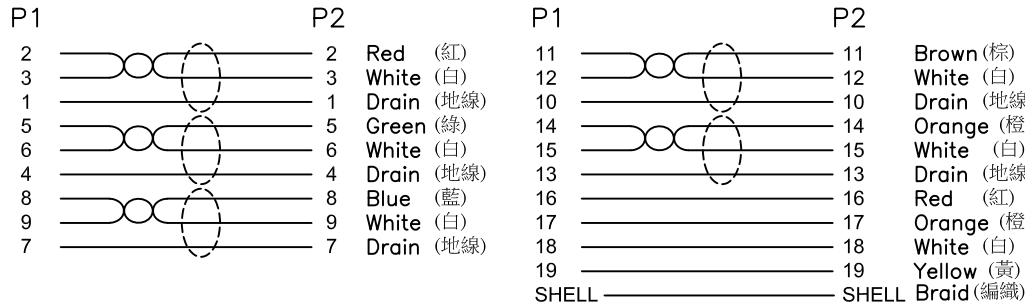 P1 P2
2 2 Red (紅)
3 3 White (白)
1 1 Drain (地線)
5 5 Green (綠)
6 6 White (白)
4 4 Drain (地線)
8 8 Blue (藍)
9 9 White (白)
7 7 Drain (地線)
P1 P2
11 11 Brown (棕)
12 12 White (白)
10 10 Drain (地線
14 14 Orange (橙
15 15 White (白)
13 13 Drain (地線
16 16 Red (紅)
17 17 Orange (橙
18 18 White (白)
19 19 Yellow (黃)
SHELL SHELL Braid (編織)